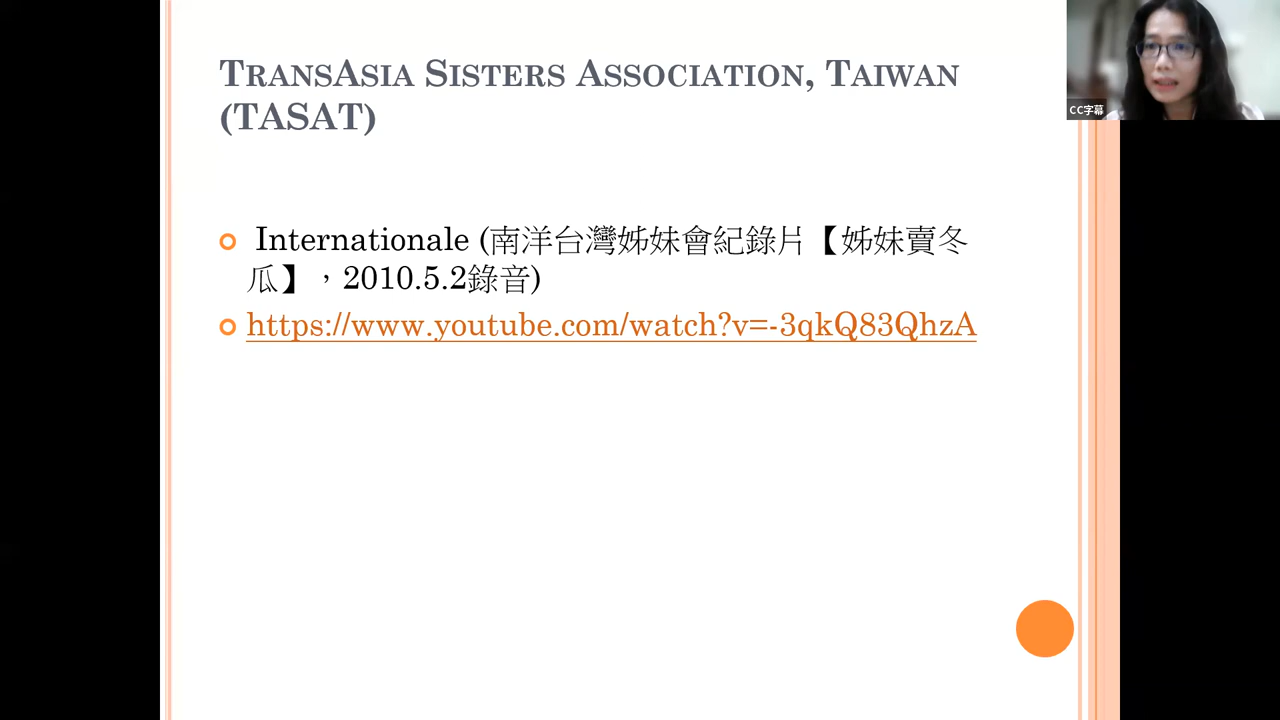 TransAsia Sisters Association, Taiwan
(TASAT)
CC字幕
Internationale (南洋台灣姊妹會紀錄片【姊妹賣冬
瓜】，2010.5.2錄音)
https://www.youtube.com/watch?v=-3qkQ83QhzA